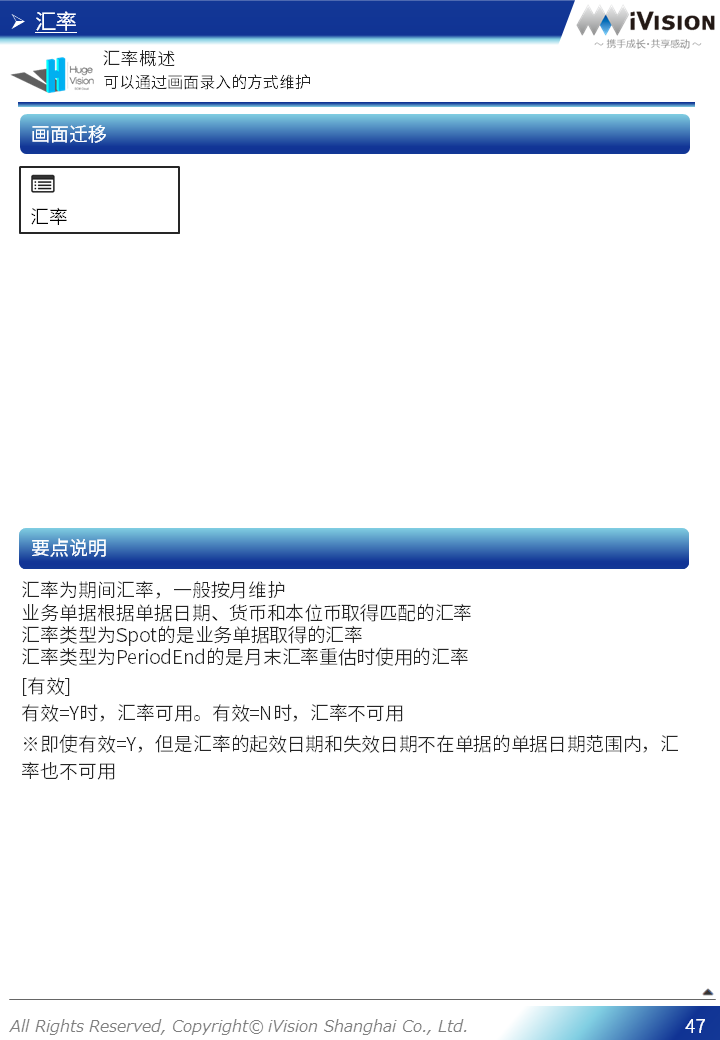 汇率
iVISION
～ 携手成长·共享感动 ～
Huge
Vision
汇率概述
可以通过画面录入的方式维护
画面迁移
汇率
要点说明
汇率为期间汇率，一般按月维护
业务单据根据单据日期、货币和本位币取得匹配的汇率
汇率类型为Spot的是业务单据取得的汇率
汇率类型为PeriodEnd的是月末汇率重估时使用的汇率
[有效]
有效=Y时，汇率可用。有效=N时，汇率不可用
※即使有效=Y，但是汇率的起效日期和失效日期不在单据的单据日期范围内，汇
率也不可用
All Rights Reserved, Copyright© iVision Shanghai Co., Ltd.
47